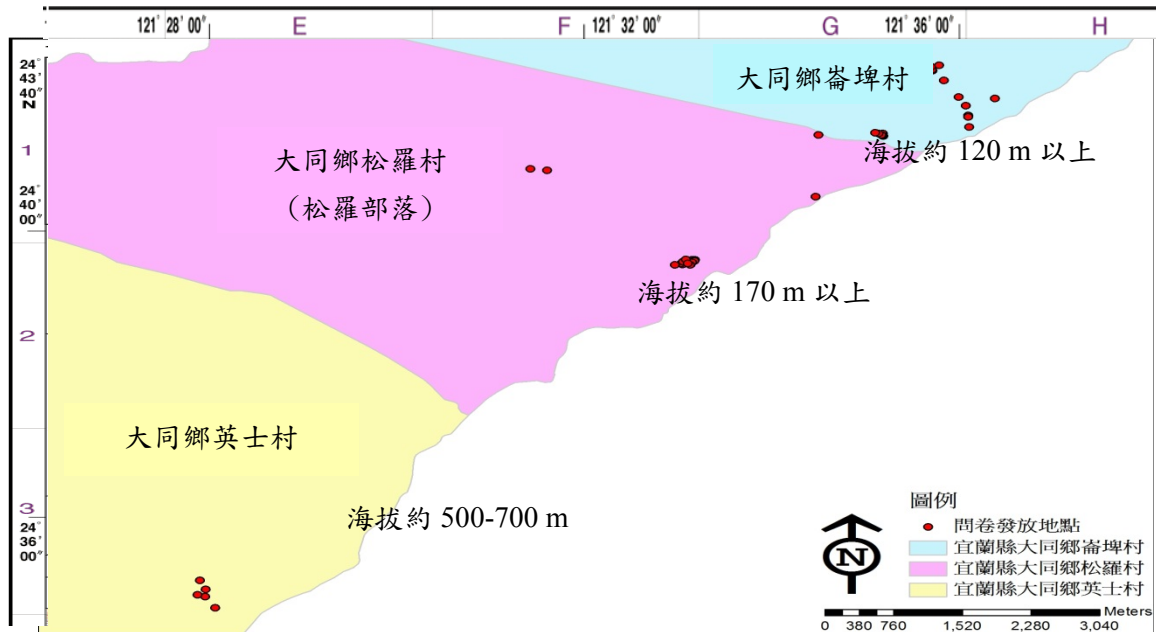 121° 28' 00" E F 121° 32' 00" G 121° 36' 00" H
24° 43' 40" N
大同鄉崙埤村
1
大同鄉松羅村
(松羅部落)
海拔約 120 m 以上
24° 40' 00"
海拔約 170 m 以上
2
大同鄉英士村
3
海拔約 500-700 m
24° 36' 00"
圖例
問卷發放地點
宜蘭縣大同鄉崙埤村
宜蘭縣大同鄉松羅村
宜蘭縣大同鄉英士村
N
Meters
0 380 760 1,520 2,280 3,040